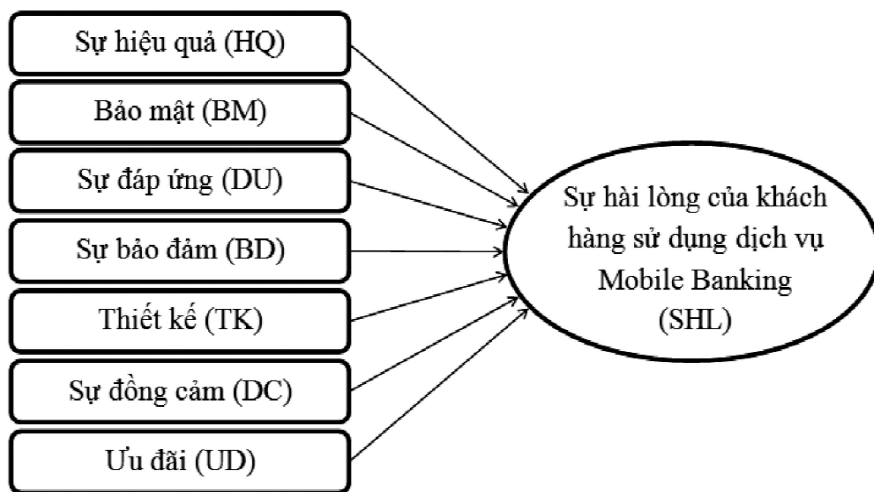 Sự hiệu quả (HQ)
Bảo mật (BM)
Sự đáp ứng (DU)
Sự bảo đảm (BD)
Thiết kế (TK)
Sự đồng cảm (DC)
Ưu đãi (UD)
Sự hài lòng của khách
hàng sử dụng dịch vụ
Mobile Banking
(SHL)